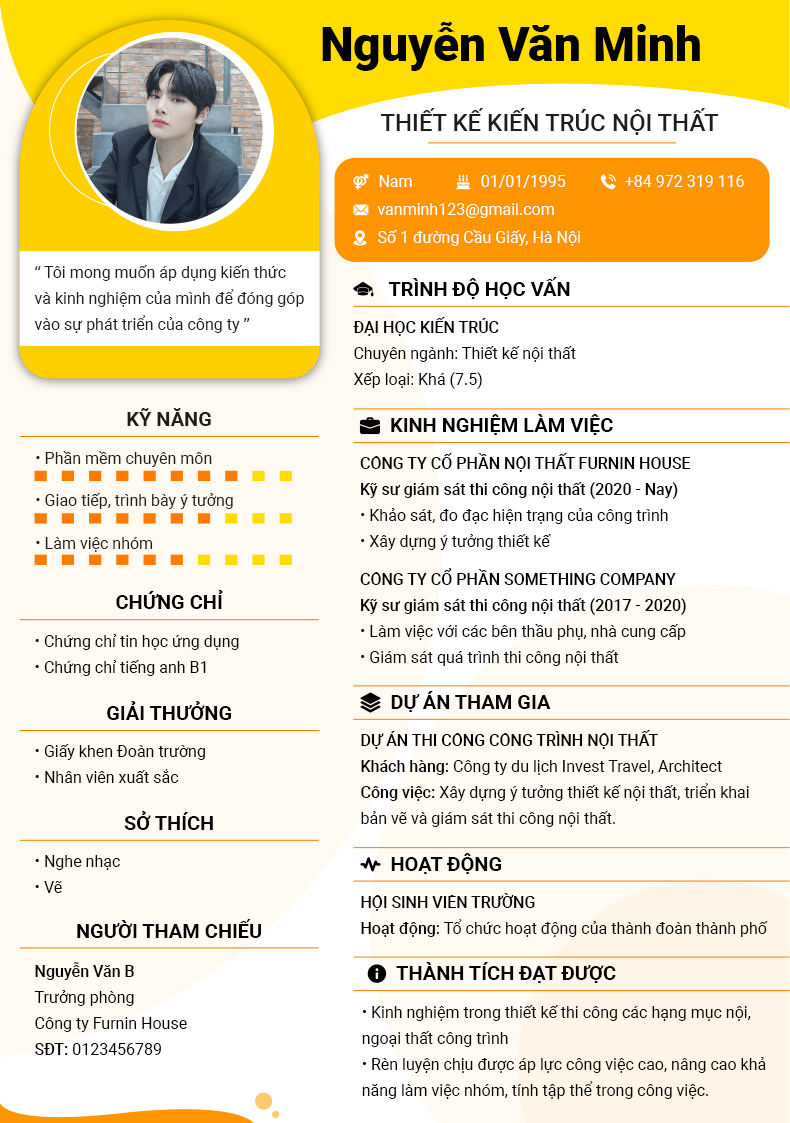 Nguyễn Văn Minh
THIẾT KẾ KIẾN TRÚC NỘI THẤT
Nam 01/01/1995 +84 972 319 116
vanminh123@gmail.com
Số 1 đường Cầu Giấy, Hà Nội
“ Tôi mong muốn áp dụng kiến thức
và kinh nghiệm của mình để đóng góp
vào sự phát triển của công ty ”
KỸ NĂNG
• Phần mềm chuyên môn
• Giao tiếp, trình bày ý tưởng
• Làm việc nhóm
CHỨNG CHỈ
• Chứng chỉ tin học ứng dụng
• Chứng chỉ tiếng anh B1
GIẢI THƯỞNG
• Giấy khen Đoàn trường
• Nhân viên xuất sắc
SỞ THÍCH
• Nghe nhạc
• Vẽ
NGƯỜI THAM CHIẾU
Nguyễn Văn B
Trưởng phòng
Công ty Furnin House
SĐT: 0123456789
TRÌNH ĐỘ HỌC VẤN
ĐẠI HỌC KIẾN TRÚC
Chuyên ngành: Thiết kế nội thất
Xếp loại: Khá (7.5)
KINH NGHIỆM LÀM VIỆC
CÔNG TY CỔ PHẦN NỘI THẤT FURNIN HOUSE
Kỹ sư giám sát thi công nội thất (2020 - Nay)
• Khảo sát, đo đạc hiện trạng của công trình
• Xây dựng ý tưởng thiết kế
CÔNG TY CỔ PHẦN SOMETHING COMPANY
Kỹ sư giám sát thi công nội thất (2017 - 2020)
• Làm việc với các bên thầu phụ, nhà cung cấp
• Giám sát quá trình thi công nội thất
DỰ ÁN THAM GIA
DỰ ÁN THI CÔNG CÔNG TRÌNH NỘI THẤT
Khách hàng: Công ty du lịch Invest Travel, Architect
Công việc: Xây dựng ý tưởng thiết kế nội thất, triển khai
bản vẽ và giám sát thi công nội thất.
HOẠT ĐỘNG
HỘI SINH VIÊN TRƯỜNG
Hoạt động: Tổ chức hoạt động của thành đoàn thành phố
THÀNH TÍCH ĐẠT ĐƯỢC
• Kinh nghiệm trong thiết kế thi công các hạng mục nội,
ngoại thất công trình
• Rèn luyện chịu được áp lực công việc cao, nâng cao khả
năng làm việc nhóm, tính tập thể trong công việc.